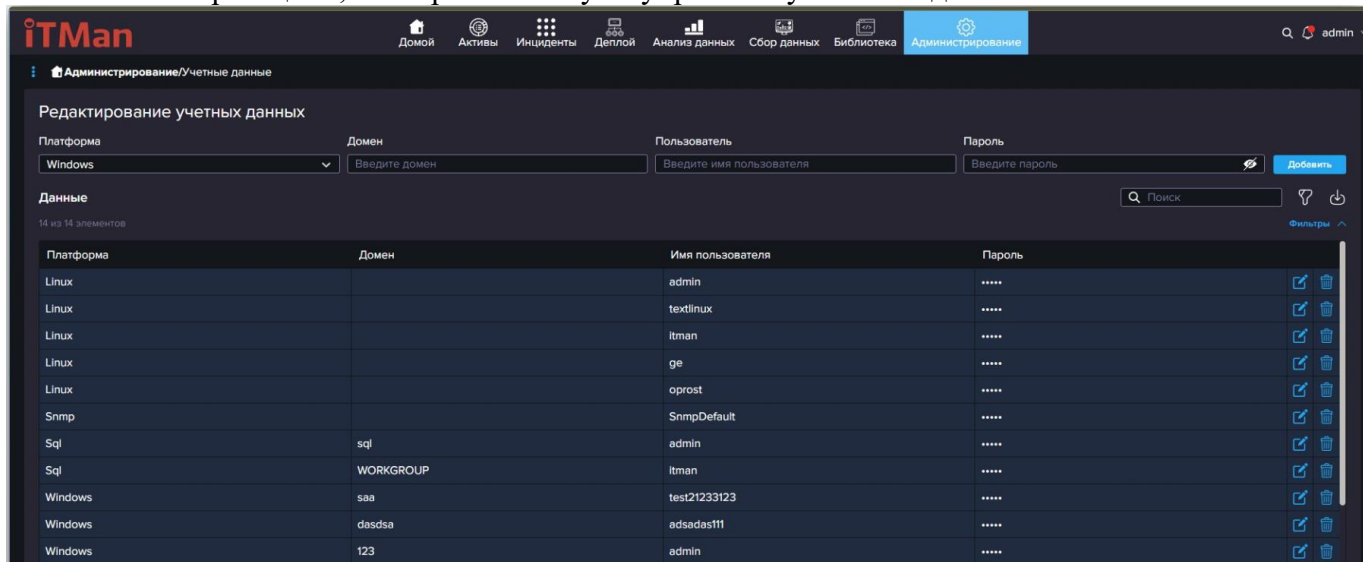 iTMan
Домой Активы Инциденты Деплой Анализ данных Сбор данных Библиотека Администрирование admin
Администрирование/Учетные данные
Редактирование учетных данных
Платформа Домен Пользователь Пароль
Windows Введите домен Введите имя пользователя Введите пароль Добавить
Данные Поиск
14 из 14 элементов Фильтры
Платформа Домен Имя пользователя Пароль
Linux admin •••••
Linux textlinux •••••
Linux itman •••••
Linux ge •••••
Linux oprost •••••
Snmp SnmpDefault •••••
Sql sql admin •••••
Sql WORKGROUP itman •••••
Windows saa test21233123 •••••
Windows dasdsa adsadas111 •••••
Windows 123 admin •••••